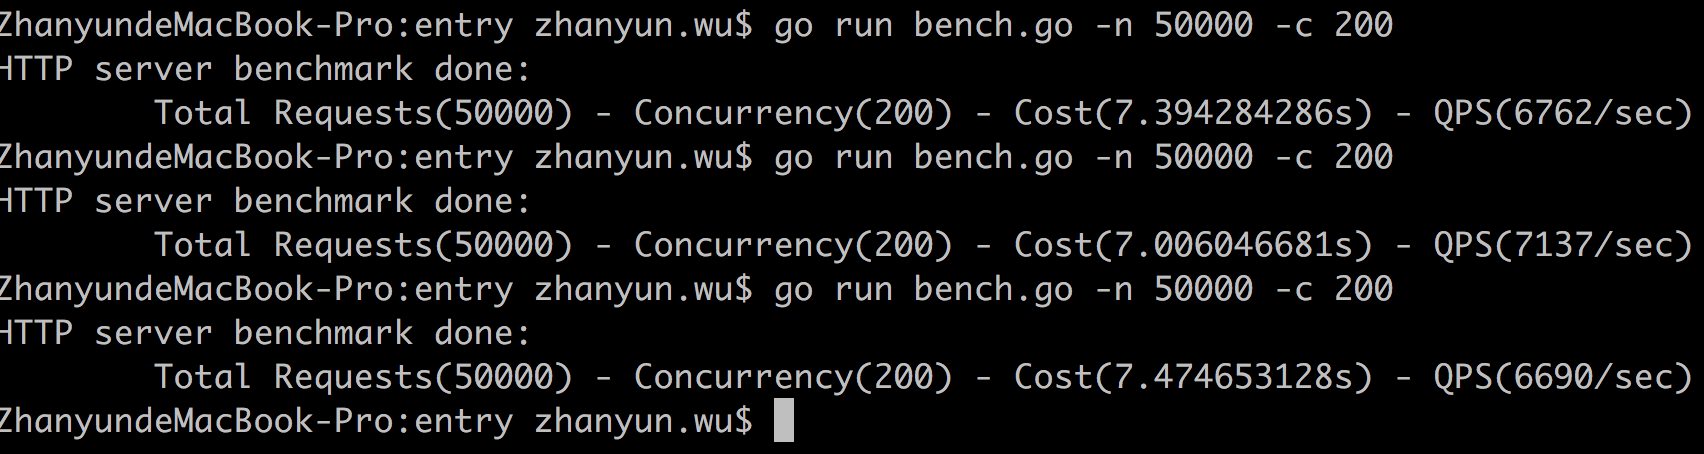 ZhanyundeMacBook-Pro:entry zhanyun.wu$ go run bench.go -n 50000 -c 200
HTTP server benchmark done:
Total Requests(50000) - Concurrency(200) - Cost(7.394284286s) - QPS(6762/sec)
ZhanyundeMacBook-Pro:entry zhanyun.wu$ go run bench.go -n 50000 -c 200
HTTP server benchmark done:
Total Requests(50000) - Concurrency(200) - Cost(7.006046681s) - QPS(7137/sec)
ZhanyundeMacBook-Pro:entry zhanyun.wu$ go run bench.go -n 50000 -c 200
HTTP server benchmark done:
Total Requests(50000) - Concurrency(200) - Cost(7.474653128s) - QPS(6690/sec)
ZhanyundeMacBook-Pro:entry zhanyun.wu$